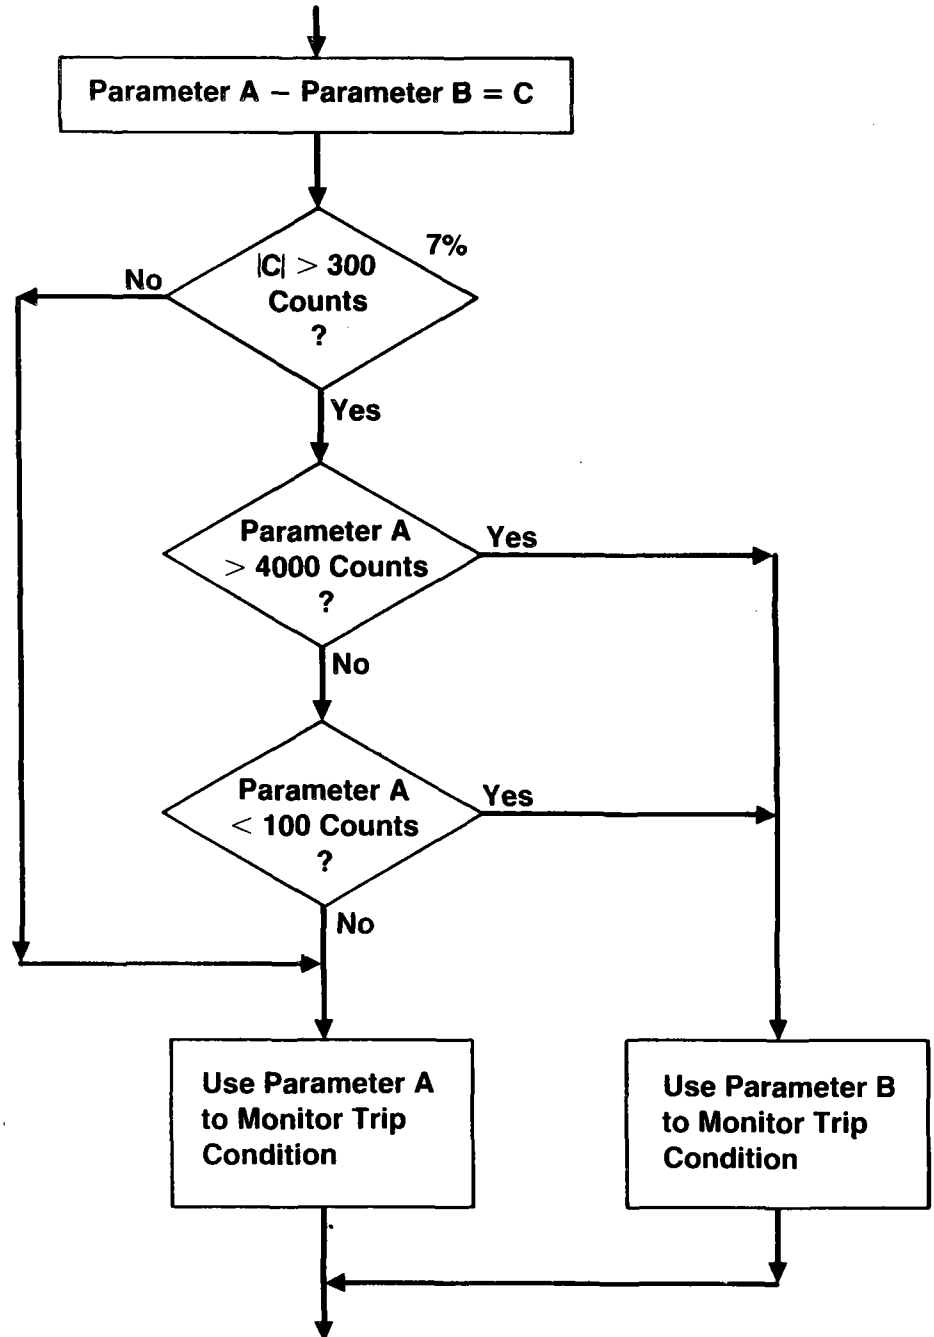 Parameter A − Parameter B = C
7%
|C| > 300
Counts
?
No
Yes
Parameter A
> 4000 Counts
?
Yes
No
Parameter A
< 100 Counts
?
Yes
No
Use Parameter A
to Monitor Trip
Condition
Use Parameter B
to Monitor Trip
Condition